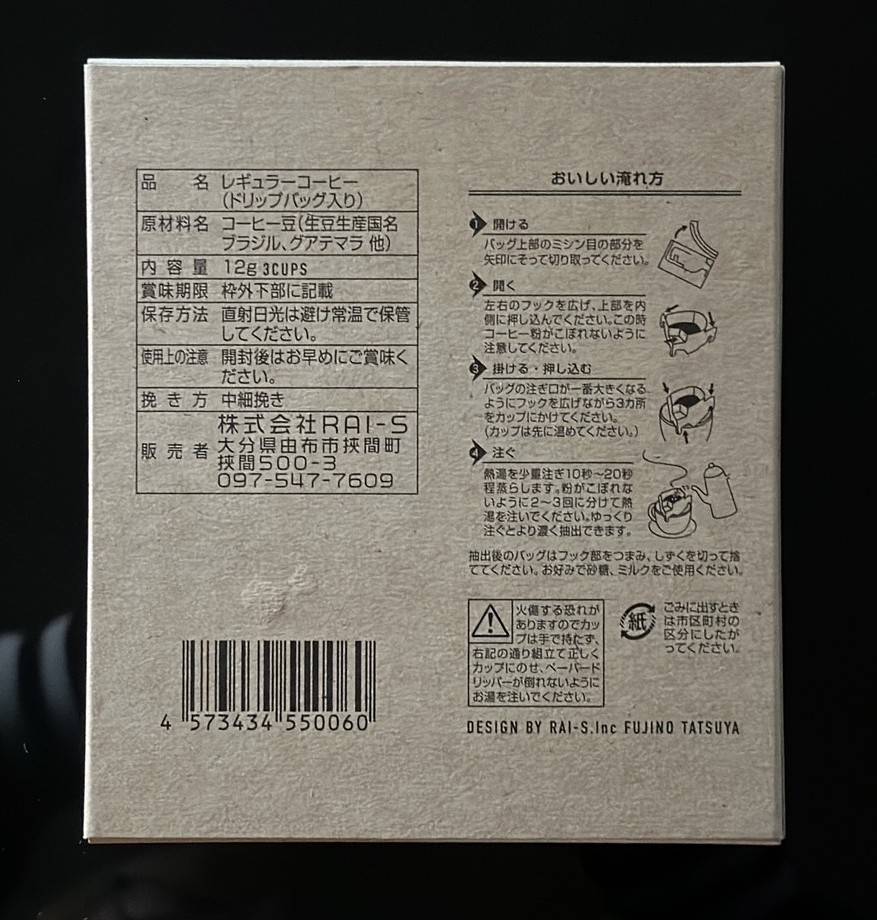 品名 レギュラーコーヒー
(ドリップバッグ入り)
原材料名 コーヒー豆(生豆生産国名
ブラジル、グアテマラ 他)
内容量 12g 3CUPS
賞味期限 枠外下部に記載
保存方法 直射日光は避け常温で保管
してください。
使用上の注意 開封後はお早めにご賞味く
ださい。
挽き方 中細挽き
販売者 株式会社RAI-S
大分県由布市挾間町
挾間500-3
097-547-7609
4 573434 550060
おいしい淹れ方
1 開ける
バッグ上部のミシン目の部分を
矢印にそって切り取ってください。
2 開く
左右のフックを広げ、上部を内
側に押し込んでください。この時
コーヒー粉がこぼれないように
注意してください。
3 掛ける・押し込む
バッグの注ぎ口が一番大きくなる
ようにフックを広げながら3カ所
をカップにかけてください。
(カップは先に温めてください。)
4 注ぐ
熱湯を少量注ぎ10秒〜20秒
程蒸らします。粉がこぼれな
いように2〜3回に分けて熱
湯を注いでください。ゆっくり
注ぐとより濃く抽出できます。
抽出後のバッグはフック部をつまみ、しずくを切って捨
ててください。お好みで砂糖、ミルクをご使用ください。
火傷する恐れが
ありますのでカッ
プは手で持たず、
右記の通り組立て正しく
カップにのせ、ペーパード
リッパーが倒れないように
お湯を注いでください。
紙
ごみに出すとき
は市区町村の
区分にしたが
ってください。
DESIGN BY RAI-S.Inc FUJINO TATSUYA